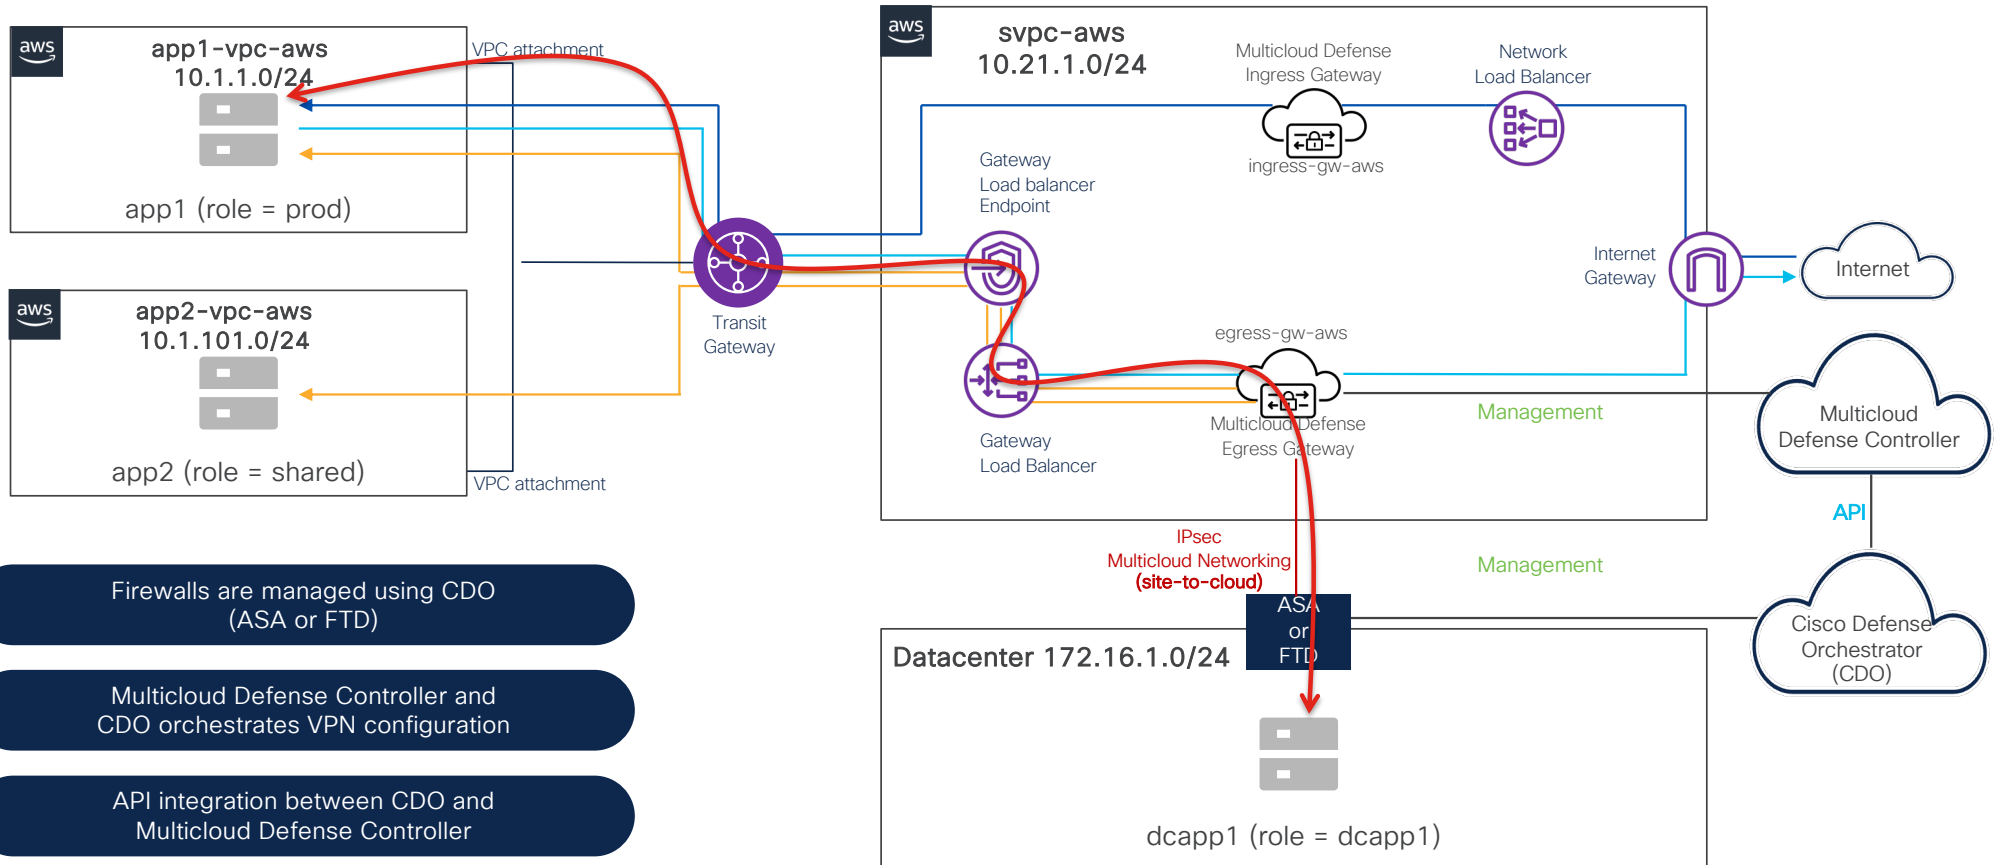 aws
app1-vpc-aws
10.1.1.0/24
app1 (role = prod)
VPC attachment
aws
app2-vpc-aws
10.1.101.0/24
app2 (role = shared)
VPC attachment
Transit
Gateway
aws
svpc-aws
10.21.1.0/24
Multicloud Defense
Ingress Gateway
ingress-gw-aws
Network
Load Balancer
Gateway
Load balancer
Endpoint
Internet
Gateway
Internet
egress-gw-aws
Multicloud Defense
Egress Gateway
Gateway
Load Balancer
Management
Multicloud
Defense Controller
API
IPsec
Multicloud Networking
(site-to-cloud)
Management
ASA
or
FTD
Cisco Defense
Orchestrator
(CDO)
Datacenter 172.16.1.0/24
dcapp1 (role = dcapp1)
Firewalls are managed using CDO
(ASA or FTD)
Multicloud Defense Controller and
CDO orchestrates VPN configuration
API integration between CDO and
Multicloud Defense Controller